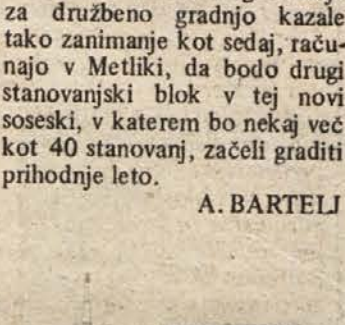 za družbeno gradnjo kazale
tako zanimanje kot sedaj, raču-
najo v Metliki, da bodo drugi
stanovanjski blok v tej novi
soseski, v katerem bo nekaj več
kot 40 stanovanj, začeli graditi
prihodnje leto.
A. BARTELJ